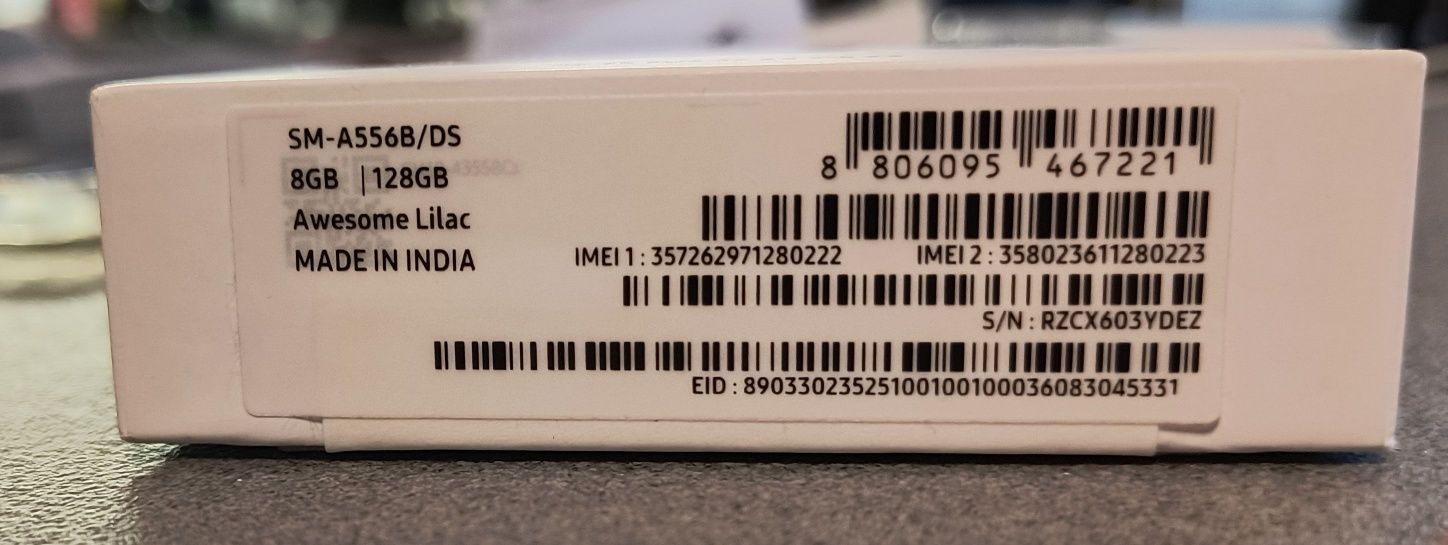 SM-A556B/DS
8GB | 128GB
Awesome Lilac
MADE IN INDIA
8 806095 467221
IMEI 1 : 357262971280222 IMEI 2 : 358023611280223
S/N : RZCX603YDEZ
EID : 89033023525100100100036083045331